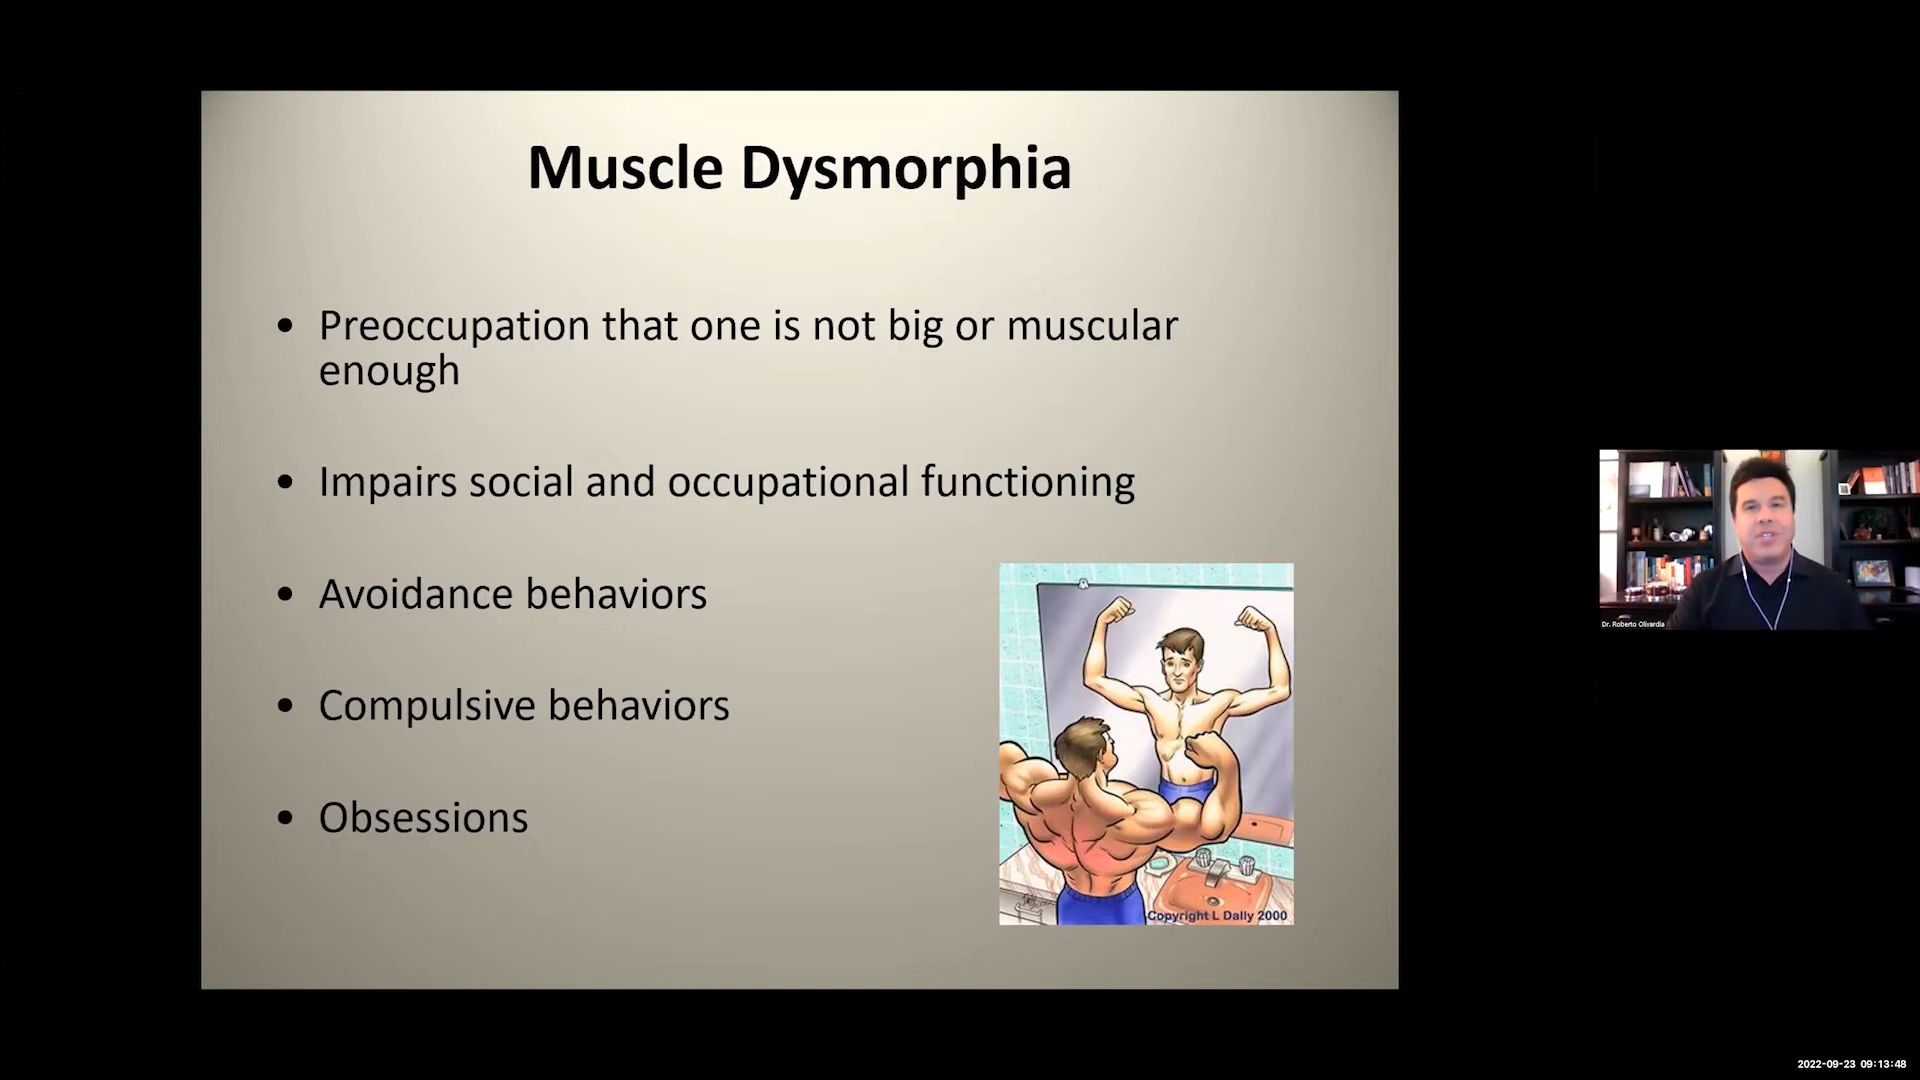 Muscle Dysmorphia
• Preoccupation that one is not big or muscular
enough
• Impairs social and occupational functioning
• Avoidance behaviors
• Compulsive behaviors
• Obsessions
Copyright L Dally 2000
Dr. Roberto Olivardia
2022-09-23 09:13:48